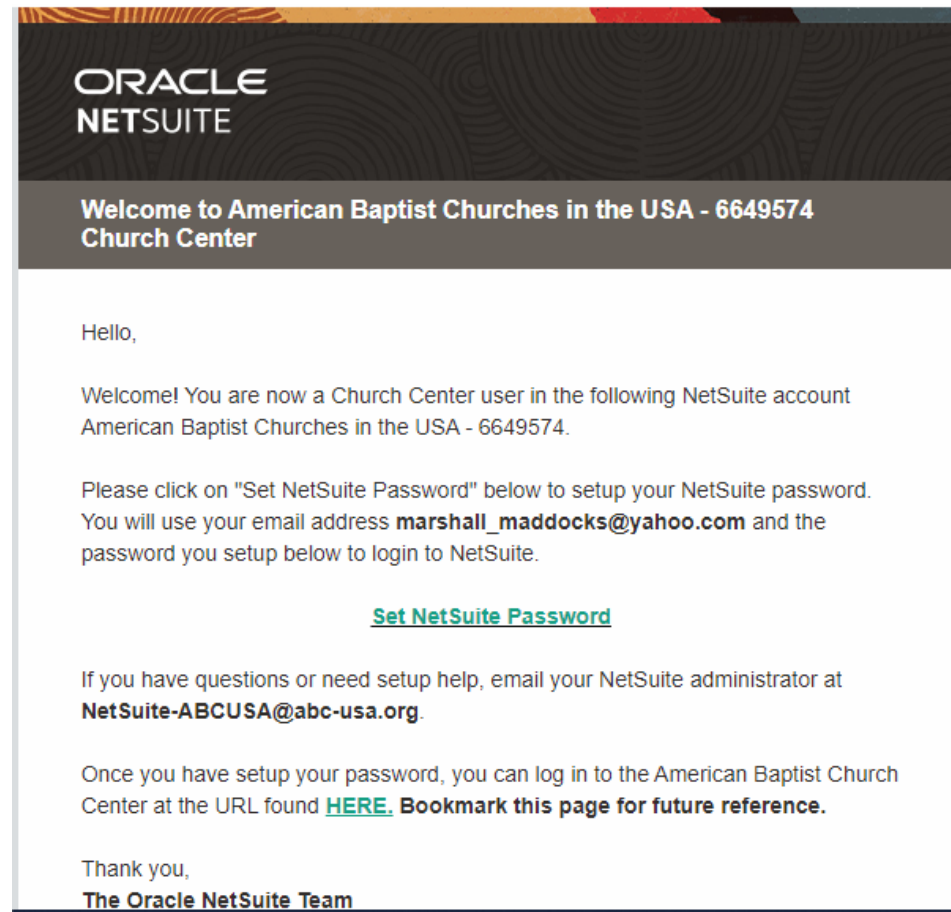 ORACLE
NETSUITE
Welcome to American Baptist Churches in the USA - 6649574
Church Center
Hello,
Welcome! You are now a Church Center user in the following NetSuite account
American Baptist Churches in the USA - 6649574.
Please click on "Set NetSuite Password" below to setup your NetSuite password.
You will use your email address marshall_maddocks@yahoo.com and the
password you setup below to login to NetSuite.
Set NetSuite Password
If you have questions or need setup help, email your NetSuite administrator at
NetSuite-ABCUSA@abc-usa.org.
Once you have setup your password, you can log in to the American Baptist Church
Center at the URL found HERE. Bookmark this page for future reference.
Thank you,
The Oracle NetSuite Team